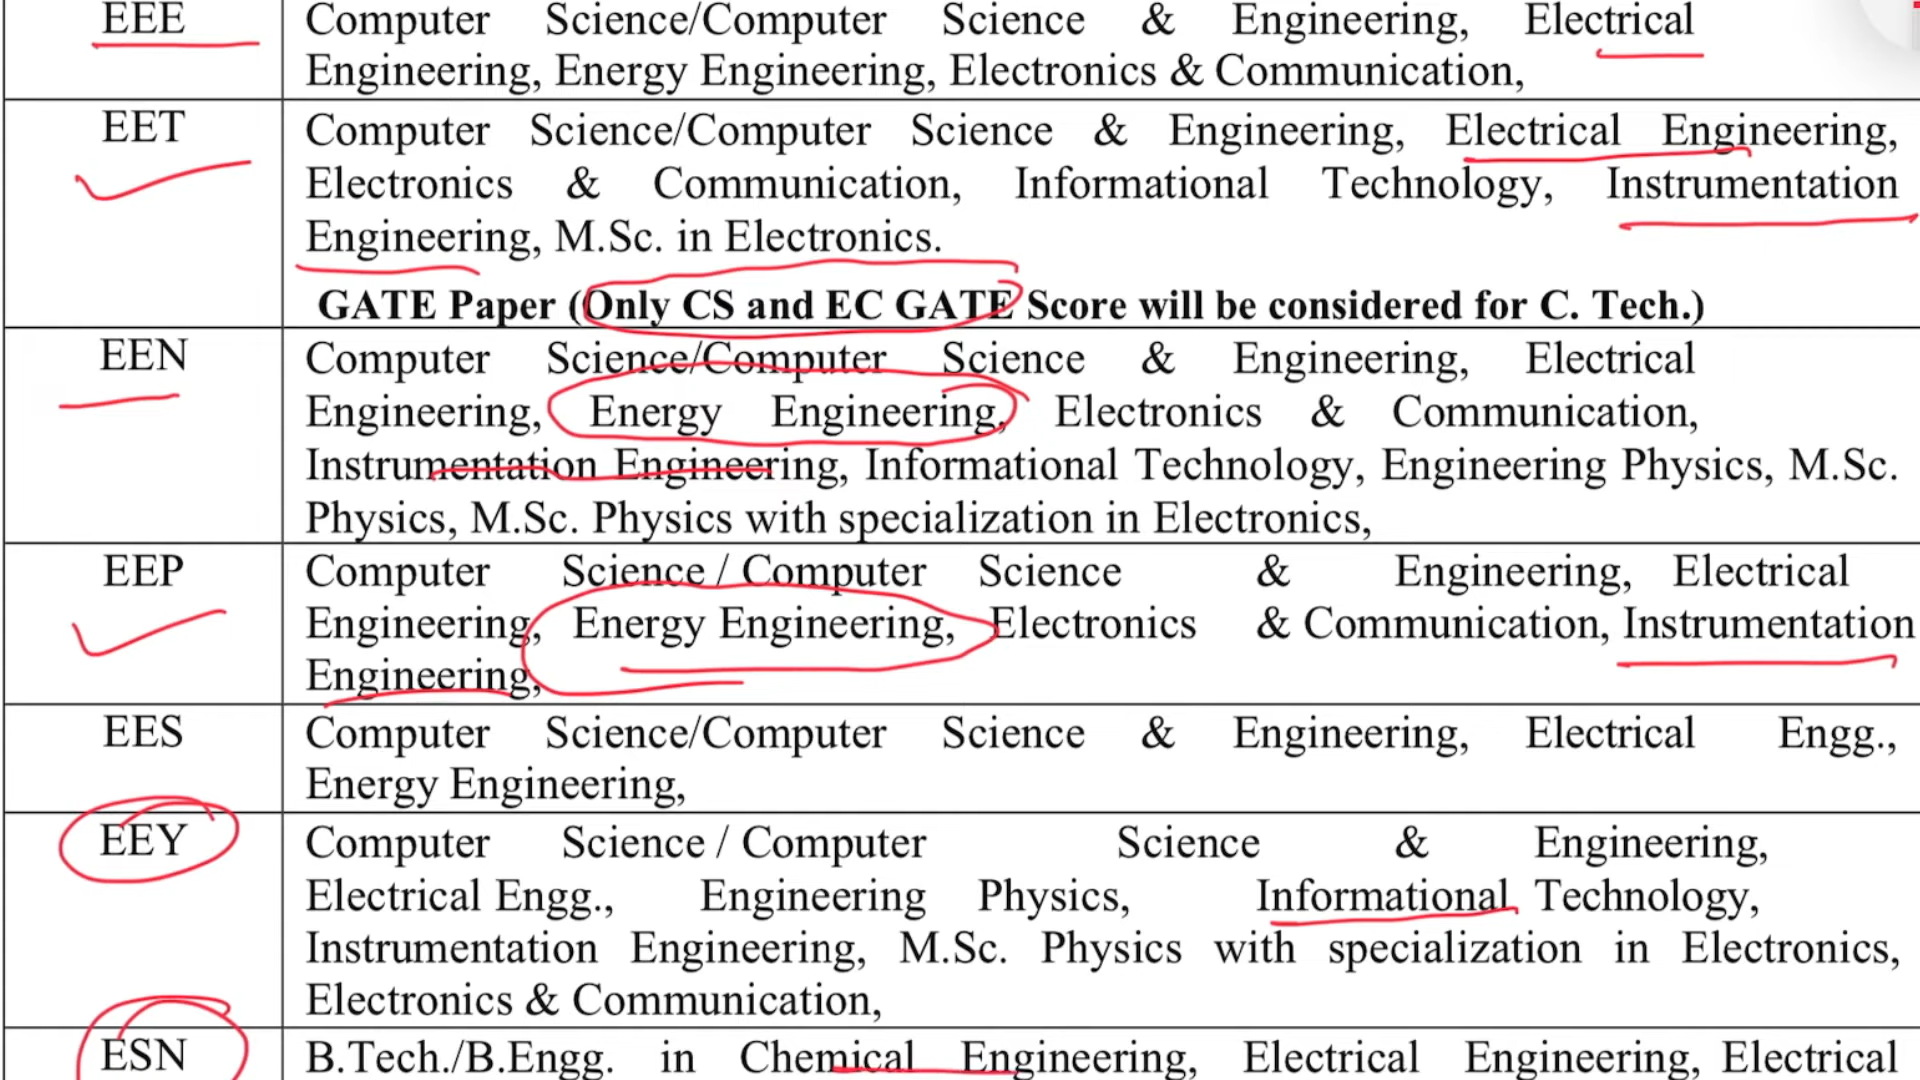 EEE Computer Science/Computer Science & Engineering, Electrical
Engineering, Energy Engineering, Electronics & Communication,
EET Computer Science/Computer Science & Engineering, Electrical Engineering,
Electronics & Communication, Informational Technology, Instrumentation
Engineering, M.Sc. in Electronics.
GATE Paper (Only CS and EC GATE Score will be considered for C. Tech.)
EEN Computer Science/Computer Science & Engineering, Electrical
Engineering, Energy Engineering, Electronics & Communication,
Instrumentation Engineering, Informational Technology, Engineering Physics, M.Sc.
Physics, M.Sc. Physics with specialization in Electronics,
EEP Computer Science / Computer Science & Engineering, Electrical
Engineering, Energy Engineering, Electronics & Communication, Instrumentation
Engineering,
EES Computer Science/Computer Science & Engineering, Electrical Engg.,
Energy Engineering,
EEY Computer Science / Computer Science & Engineering,
Electrical Engg., Engineering Physics, Informational Technology,
Instrumentation Engineering, M.Sc. Physics with specialization in Electronics,
Electronics & Communication,
ESN B.Tech./B.Engg. in Chemical Engineering, Electrical Engineering, Electrical